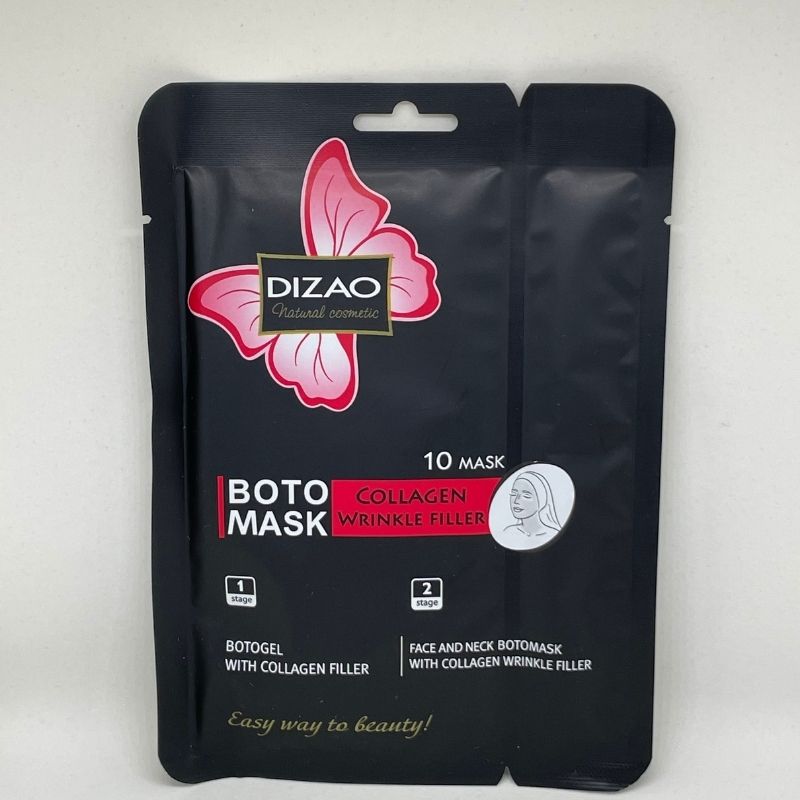 DIZAO
Natural cosmetic
10 MASK
BOTO
MASK
COLLAGEN
WRINKLE FILLER
1
stage
2
stage
BOTOGEL
WITH COLLAGEN FILLER
FACE AND NECK BOTOMASK
WITH COLLAGEN WRINKLE FILLER
Easy way to beauty!